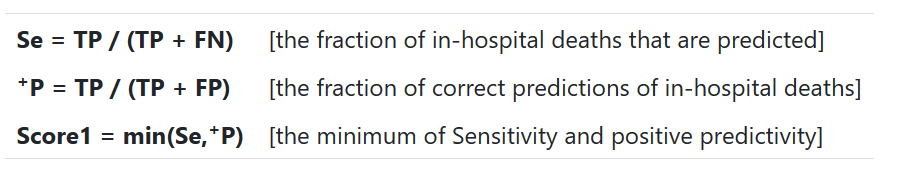 Se = TP / (TP + FN) [the fraction of in-hospital deaths that are predicted]
⁺P = TP / (TP + FP) [the fraction of correct predictions of in-hospital deaths]
Score1 = min(Se,⁺P) [the minimum of Sensitivity and positive predictivity]